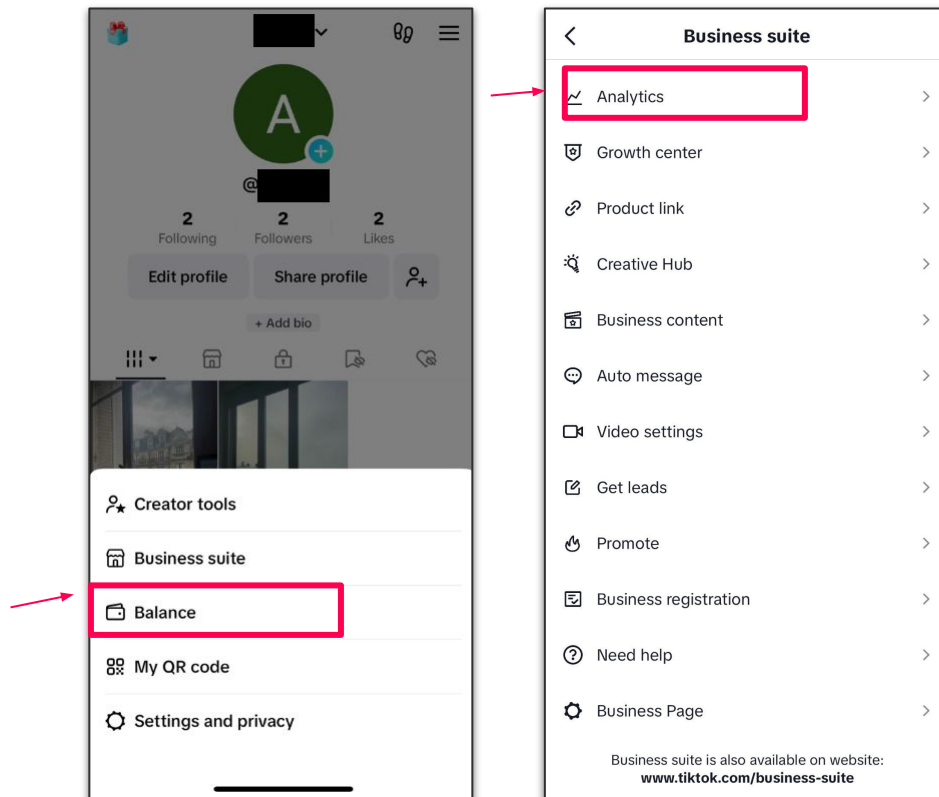 A
@
2 2 2
Following Followers Likes
Edit profile Share profile
+ Add bio
Creator tools
Business suite
Balance
My QR code
Settings and privacy
Business suite
Analytics
Growth center
Product link
Creative Hub
Business content
Auto message
Video settings
Get leads
Promote
Business registration
Need help
Business Page
Business suite is also available on website:
www.tiktok.com/business-suite